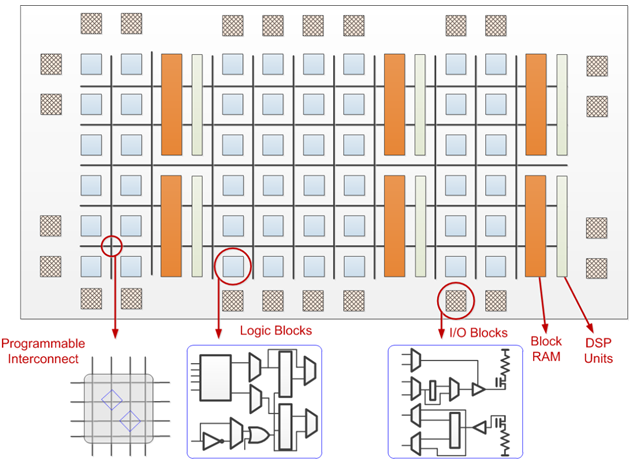 Programmable
Interconnect
Logic Blocks
I/O Blocks
Block
RAM
DSP
Units